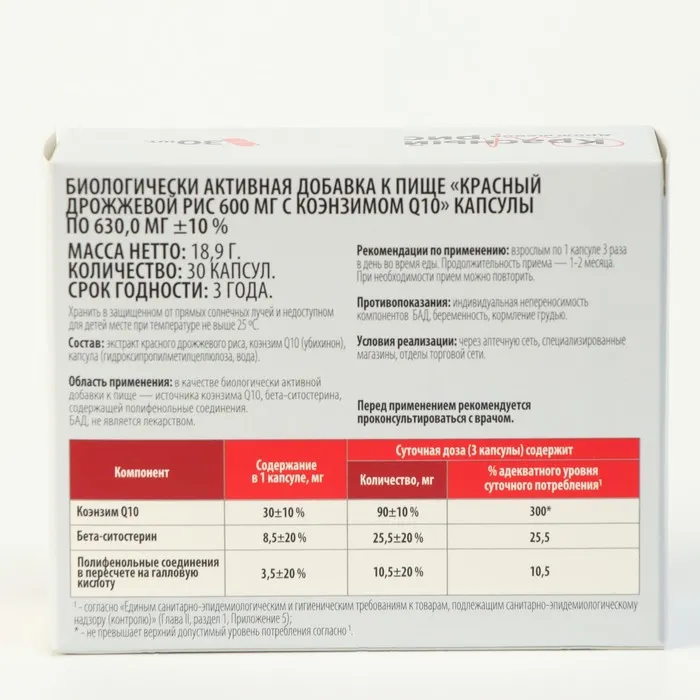 30 шт.
Красный
дрожжевой рис
БИОЛОГИЧЕСКИ АКТИВНАЯ ДОБАВКА К ПИЩЕ «КРАСНЫЙ
ДРОЖЖЕВОЙ РИС 600 МГ С КОЭНЗИМОМ Q10» КАПСУЛЫ
ПО 630,0 МГ ±10 %
МАССА НЕТТО: 18,9 Г.
КОЛИЧЕСТВО: 30 КАПСУЛ.
СРОК ГОДНОСТИ: 3 ГОДА.
Хранить в защищенном от прямых солнечных лучей и недоступном
для детей месте при температуре не выше 25 °С.
Состав: экстракт красного дрожжевого риса, коэнзим Q10 (убихинон),
капсула (гидроксипропилметилцеллюлоза, вода).
Область применения: в качестве биологически активной
добавки к пище — источника коэнзима Q10, бета-ситостерина,
содержащей полифенольные соединения.
БАД, не является лекарством.
Рекомендации по применению: взрослым по 1 капсуле 3 раза
в день во время еды. Продолжительность приема — 1-2 месяца.
При необходимости прием можно повторить.
Противопоказания: индивидуальная непереносимость
компонентов БАД, беременность, кормление грудью.
Условия реализации: через аптечную сеть, специализированные
магазины, отделы торговой сети.
Перед применением рекомендуется
проконсультироваться с врачом.
Компонент
Содержание
в 1 капсуле, мг
Суточная доза (3 капсулы) содержит
Количество, мг
% адекватного уровня
суточного потребления¹
Коэнзим Q10 30±10 % 90±10 % 300*
Бета-ситостерин 8,5±20 % 25,5±20 % 25,5
Полифенольные соединения
в пересчете на галловую
кислоту
3,5±20 % 10,5±20 % 10,5
¹ - согласно «Единым санитарно-эпидемиологическим и гигиеническим требованиям к товарам, подлежащим санитарно-эпидемиологическому
надзору (контролю)» (Глава II, раздел 1, Приложение 5);
* - не превышает верхний допустимый уровень потребления согласно ¹.